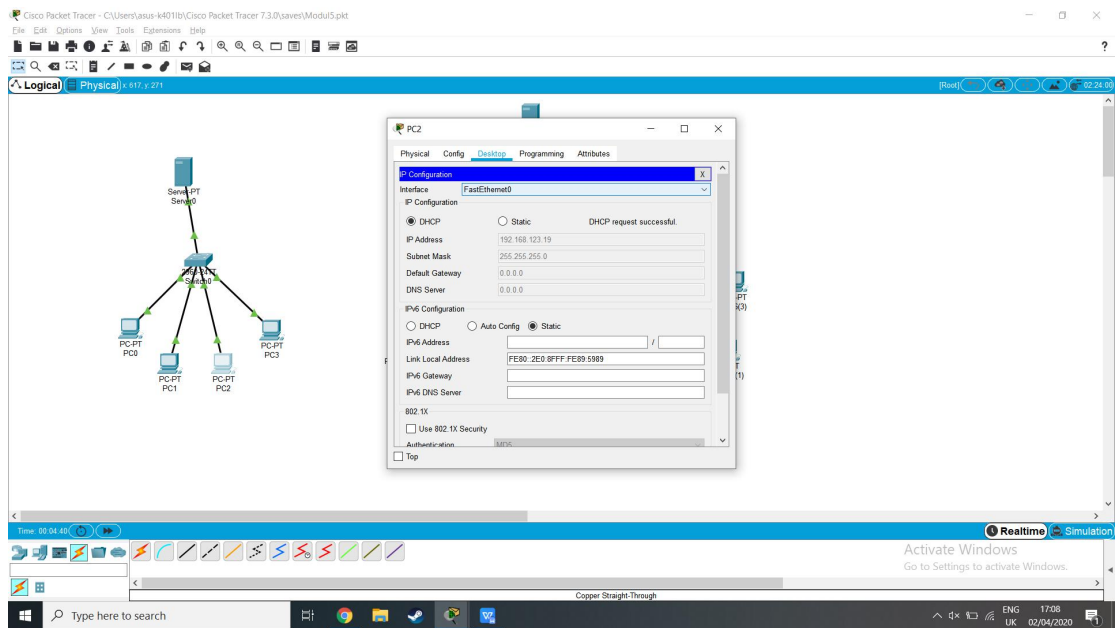 Cisco Packet Tracer - C:\Users\asus-k401lb\Cisco Packet Tracer 7.3.0\saves\Modul5.pkt
File Edit Options View Tools Extensions Help
?
Logical Physical x: 617, y: 271 [Root] 02:24:00
Server-PT
Server0
2960-24TT
Switch0
PC-PT
PC0
PC-PT
PC1
PC-PT
PC2
PC-PT
PC3
PC2
Physical Config Desktop Programming Attributes
IP Configuration X
Interface FastEthernet0
IP Configuration
DHCP Static DHCP request successful.
IP Address 192.168.123.19
Subnet Mask 255.255.255.0
Default Gateway 0.0.0.0
DNS Server 0.0.0.0
IPv6 Configuration
DHCP Auto Config Static
IPv6 Address /
Link Local Address FE80::2E0:8FFF:FE89:5989
IPv6 Gateway
IPv6 DNS Server
802.1X
Use 802.1X Security
Authentication MD5
Top
-PT
(3)
(1)
Time: 00:04:40 Realtime Simulation
Copper Straight-Through
Activate Windows
Go to Settings to activate Windows.
Type here to search
ENG 17:08
UK 02/04/2020